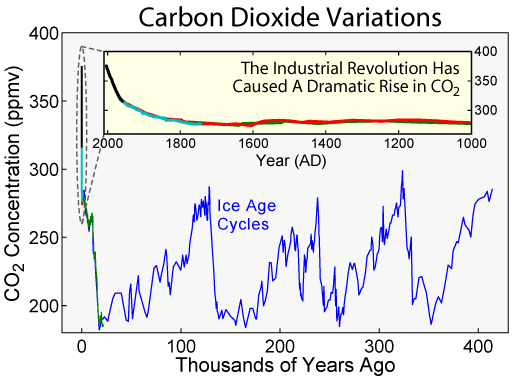 Carbon Dioxide Variations
400
350
300
250
200
CO2 Concentration (ppmv)
The Industrial Revolution Has
Caused A Dramatic Rise in CO2
400
350
300
2000 1800 1600 1400 1200 1000
Year (AD)
Ice Age
Cycles
0 100 200 300 400
Thousands of Years Ago